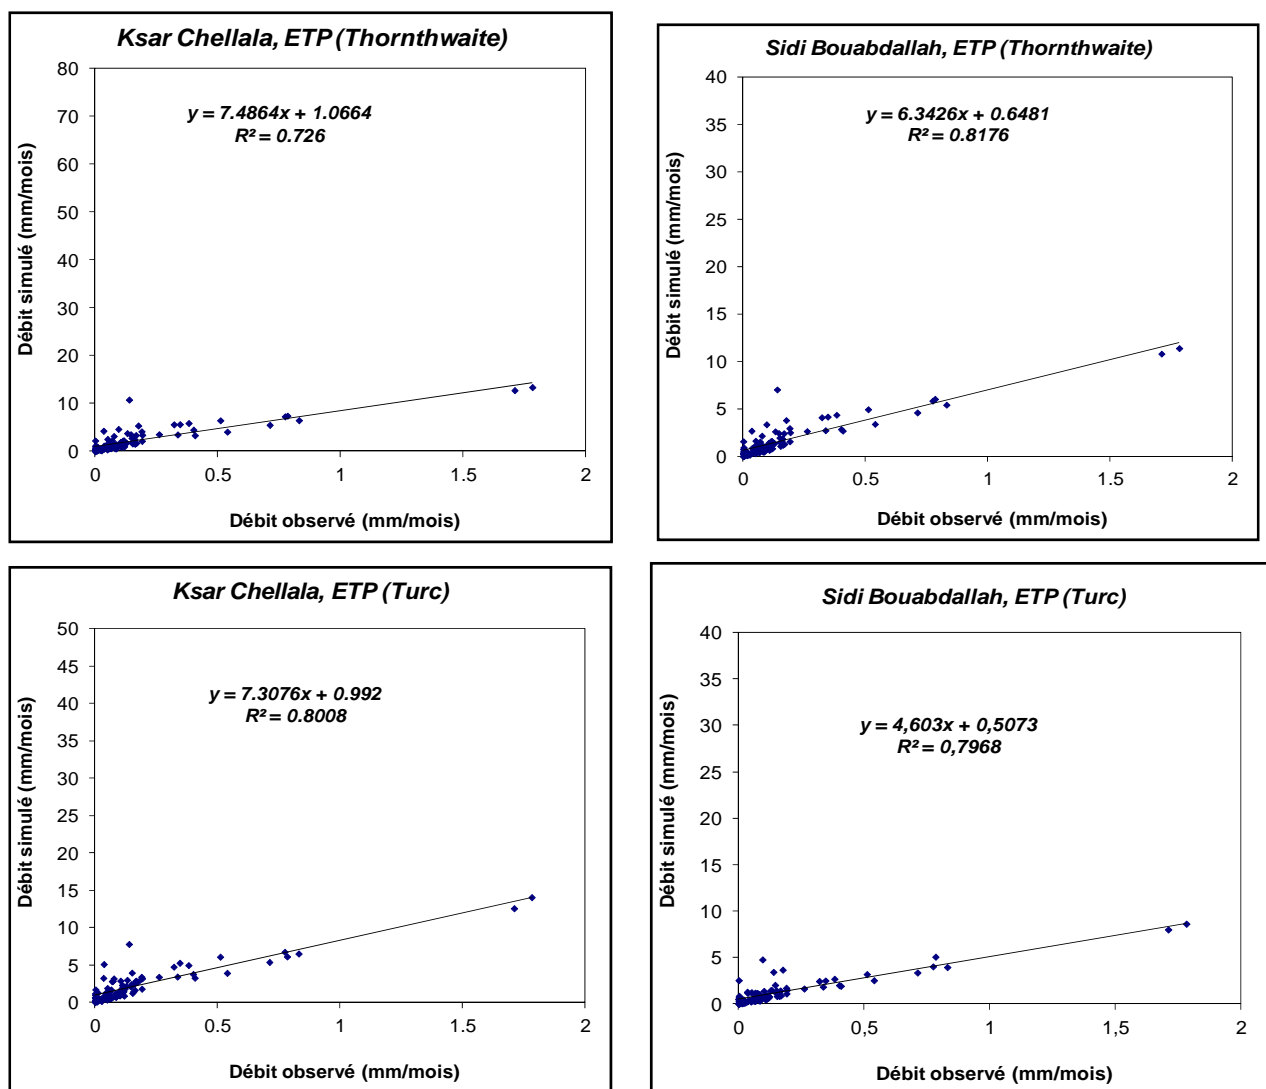 Ksar Chellala, ETP (Thornthwaite)
80
70
60
50
40
30
20
10
0
y = 7.4864x + 1.0664
R² = 0.726
Débit simulé (mm/mois)
0
0.5
1
1.5
2
Débit observé (mm/mois)
Sidi Bouabdallah, ETP (Thornthwaite)
40
35
30
25
20
15
10
5
0
y = 6.3426x + 0.6481
R² = 0.8176
Débit simulé (mm/mois)
0
0.5
1
1.5
2
Débit observé (mm/mois)
Ksar Chellala, ETP (Turc)
50
45
40
35
30
25
20
15
10
5
0
y = 7.3076x + 0.992
R² = 0.8008
Débit simulé (mm/mois)
0
0.5
1
1.5
2
Débit observé (mm/mois)
Sidi Bouabdallah, ETP (Turc)
40
35
30
25
20
15
10
5
0
y = 4,603x + 0,5073
R² = 0,7968
Débit simulé (mm/mois)
0
0,5
1
1,5
2
Débit observé (mm/mois)